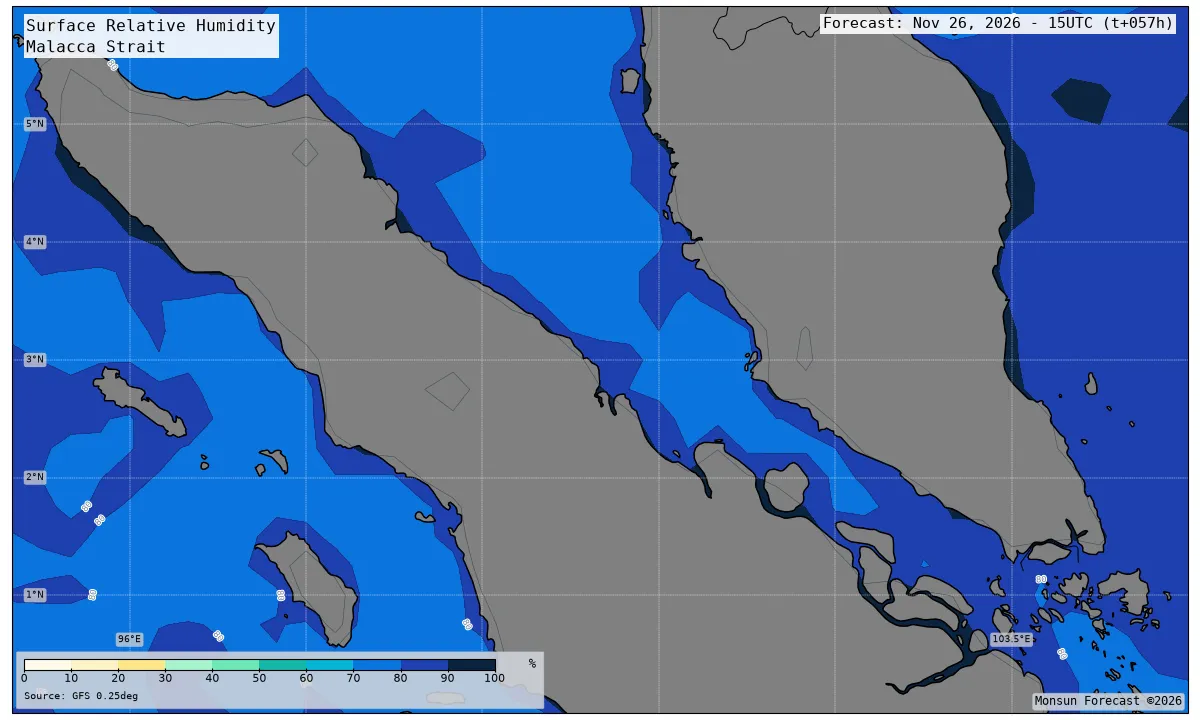 Surface Relative Humidity
Malacca Strait
Forecast: Nov 26, 2026 - 15UTC (t+057h)
80
5°N
4°N
3°N
2°N
80
80
80
1°N
80
80
80
80
80
96°E
103.5°E
0 10 20 30 40 50 60 70 80 90 100 %
Source: GFS 0.25deg
Monsun Forecast ©2026